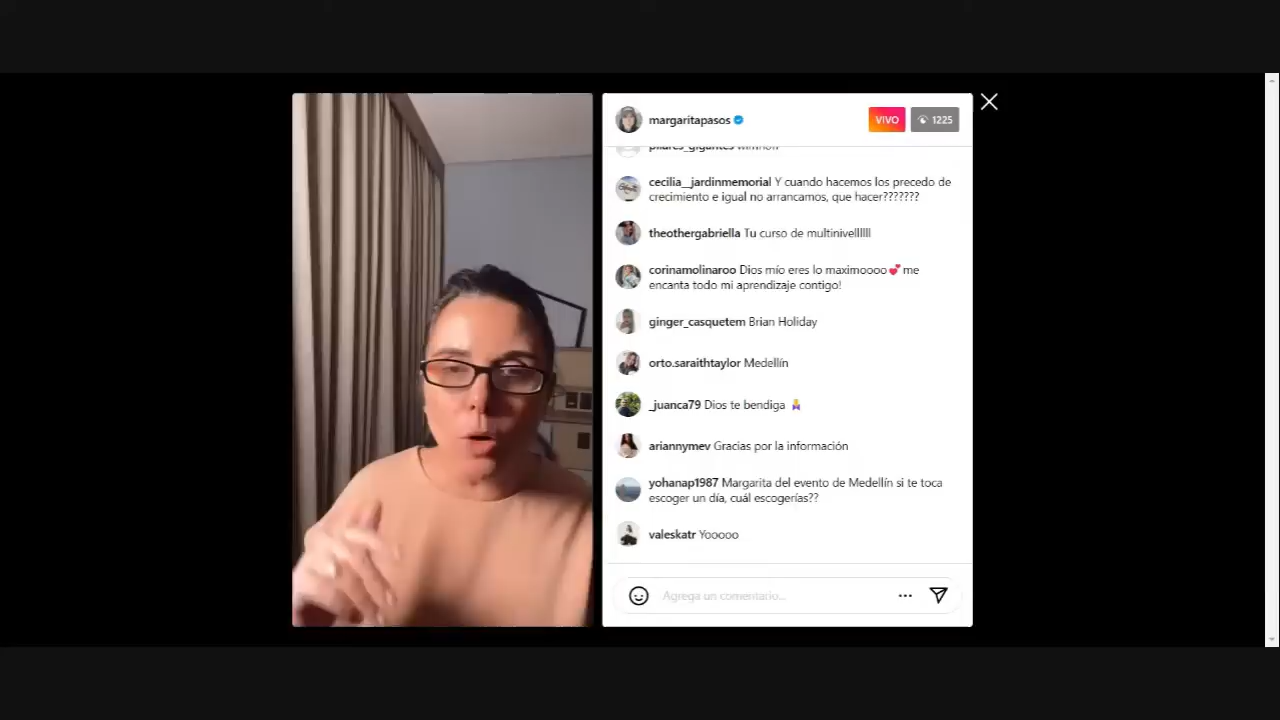 margaritapasos
VIVO
1225
pilares_gigantes
cecilia__jardinmemorial Y cuando hacemos los precedo de
crecimiento e igual no arrancamos, que hacer???????
theothergabriella Tu curso de multinivellllll
corinamolinaroo Dios mío eres lo maximoooo💕me
encanta todo mi aprendizaje contigo!
ginger_casquetem Brian Holiday
orto.saraithtaylor Medellín
_juanca79 Dios te bendiga
ariannymev Gracias por la información
yohanap1987 Margarita del evento de Medellín si te toca
escoger un día, cuál escogerías??
valeskatr Yooooo
Agrega un comentario...